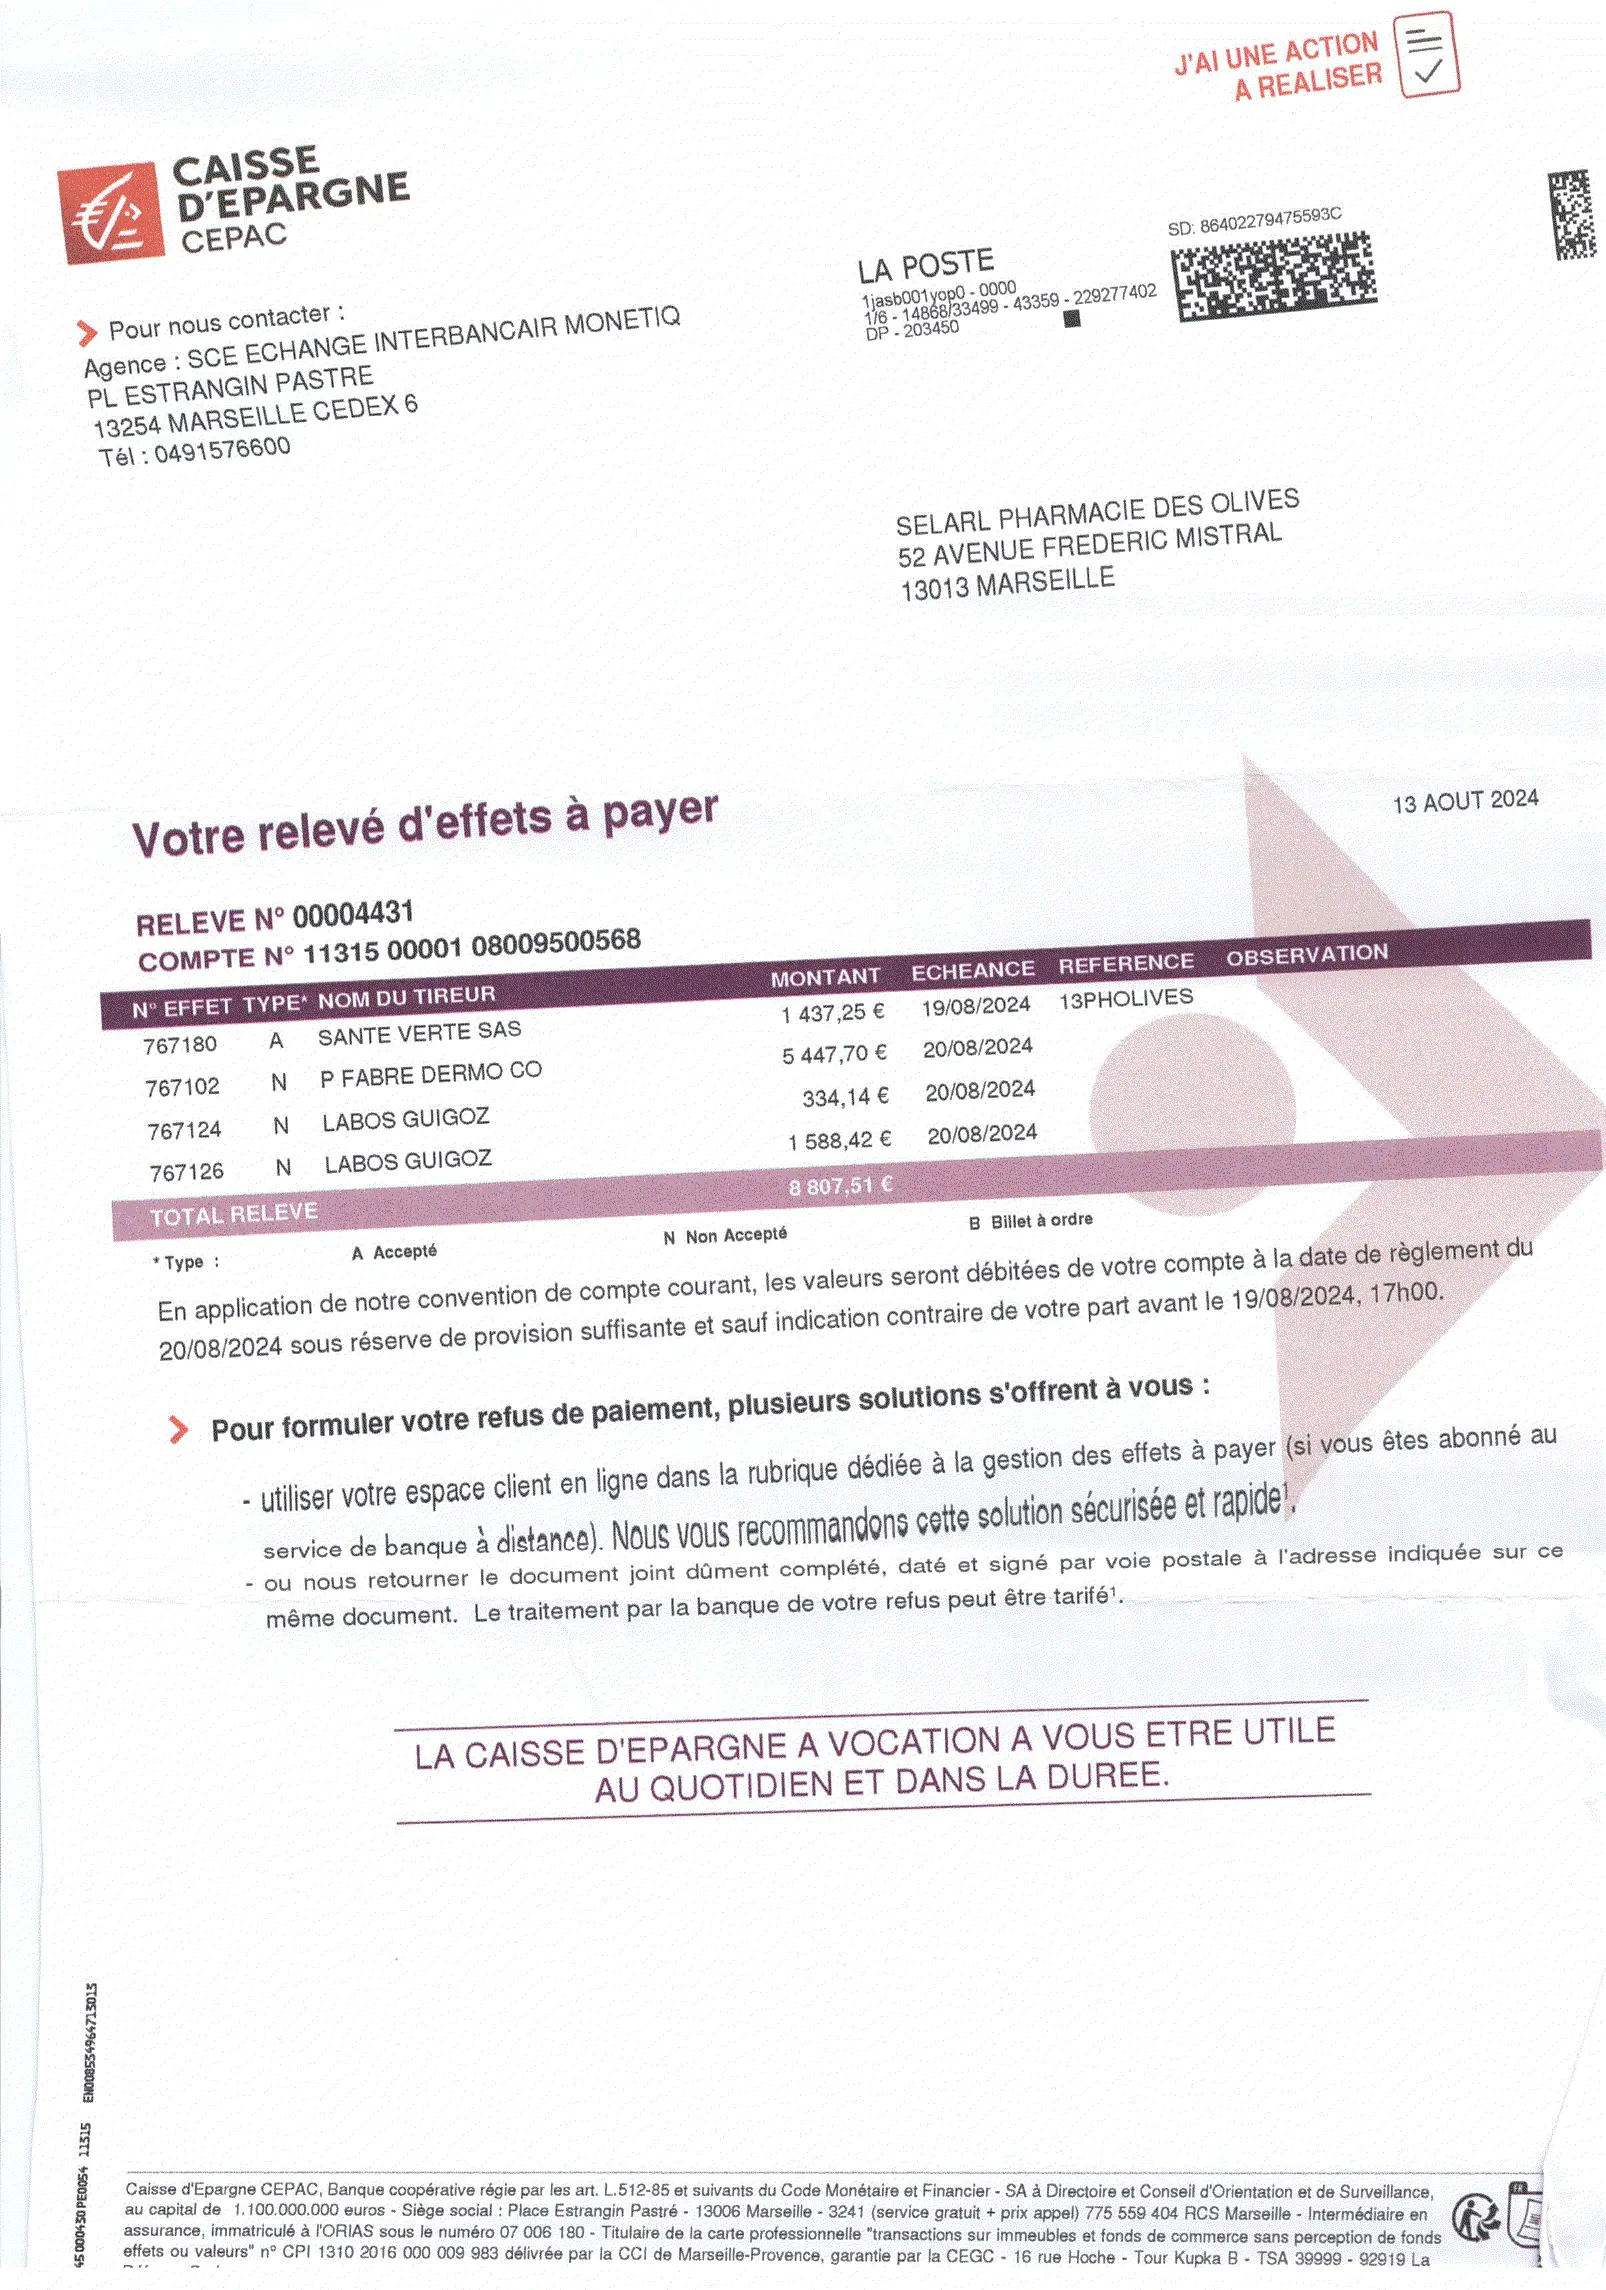 J'AI UNE ACTION
A REALISER
CAISSE
D'EPARGNE
CEPAC
SD: 86402279475593C
LA POSTE
1jasb001yop0 - 0000
1/6 - 14868/33499 - 43359 - 229277402
DP - 203450
Pour nous contacter :
Agence : SCE ECHANGE INTERBANCAIR MONETIQ
PL ESTRANGIN PASTRE
13254 MARSEILLE CEDEX 6
Tél : 0491576600
SELARL PHARMACIE DES OLIVES
52 AVENUE FREDERIC MISTRAL
13013 MARSEILLE
13 AOUT 2024
Votre relevé d'effets à payer
RELEVE N° 00004431
COMPTE N° 11315 00001 08009500568
N° EFFET TYPE* NOM DU TIREUR MONTANT ECHEANCE REFERENCE OBSERVATION
767180 A SANTE VERTE SAS 1 437,25 € 19/08/2024 13PHOLIVES
767102 N P FABRE DERMO CO 5 447,70 € 20/08/2024
767124 N LABOS GUIGOZ 334,14 € 20/08/2024
767126 N LABOS GUIGOZ 1 588,42 € 20/08/2024
TOTAL RELEVE 8 807,51 €
* Type : A Accepté N Non Accepté B Billet à ordre
En application de notre convention de compte courant, les valeurs seront débitées de votre compte à la date de règlement du
20/08/2024 sous réserve de provision suffisante et sauf indication contraire de votre part avant le 19/08/2024, 17h00.
Pour formuler votre refus de paiement, plusieurs solutions s'offrent à vous :
- utiliser votre espace client en ligne dans la rubrique dédiée à la gestion des effets à payer (si vous êtes abonné au
service de banque à distance). Nous vous recommandons cette solution sécurisée et rapide¹.
- ou nous retourner le document joint dûment complété, daté et signé par voie postale à l'adresse indiquée sur ce
même document. Le traitement par la banque de votre refus peut être tarifé¹.
LA CAISSE D'EPARGNE A VOCATION A VOUS ETRE UTILE
AU QUOTIDIEN ET DANS LA DUREE.
45 000450 PE0054 11315 EN0085349647130​13
Caisse d'Epargne CEPAC, Banque coopérative régie par les art. L.512-85 et suivants du Code Monétaire et Financier - SA à Directoire et Conseil d'Orientation et de Surveillance,
au capital de 1.100.000.000 euros - Siège social : Place Estrangin Pastré - 13006 Marseille - 3241 (service gratuit + prix appel) 775 559 404 RCS Marseille - Intermédiaire en
assurance, immatriculé à l'ORIAS sous le numéro 07 006 180 - Titulaire de la carte professionnelle "transactions sur immeubles et fonds de commerce sans perception de fonds
effets ou valeurs" n° CPI 1310 2016 000 009 983 délivrée par la CCI de Marseille-Provence, garantie par la CEGC - 16 rue Hoche - Tour Kupka B - TSA 39999 - 92919 La